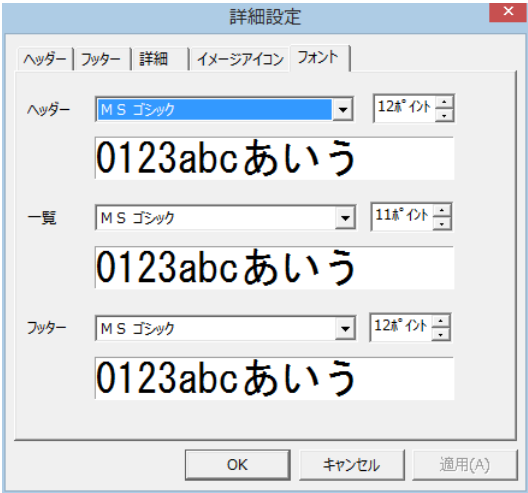 詳細設定
ヘッダー フッター 詳細 イメージアイコン フォント
ヘッダー ＭＳ ゴシック 12ﾎﾟｲﾝﾄ
0123abcあいう
一覧 ＭＳ ゴシック 11ﾎﾟｲﾝﾄ
0123abcあいう
フッター ＭＳ ゴシック 12ﾎﾟｲﾝﾄ
0123abcあいう
OK キャンセル 適用(A)